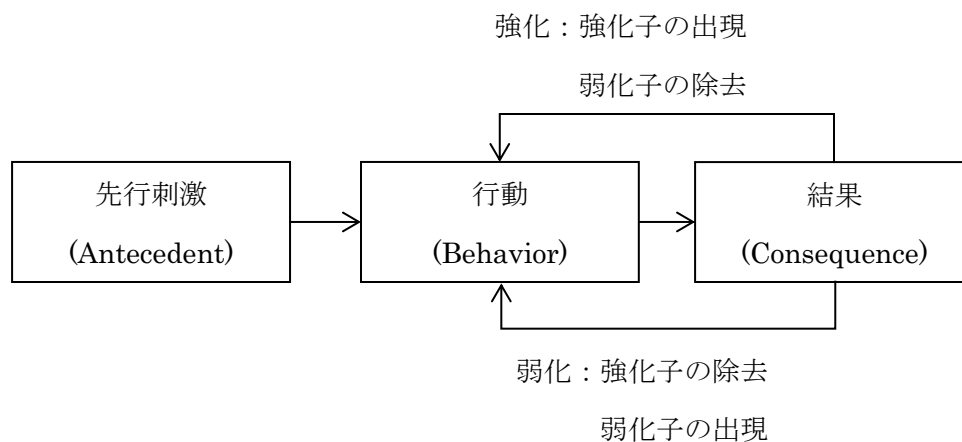 強化：強化子の出現
弱化子の除去
先行刺激
(Antecedent)
行動
(Behavior)
結果
(Consequence)
弱化：強化子の除去
弱化子の出現